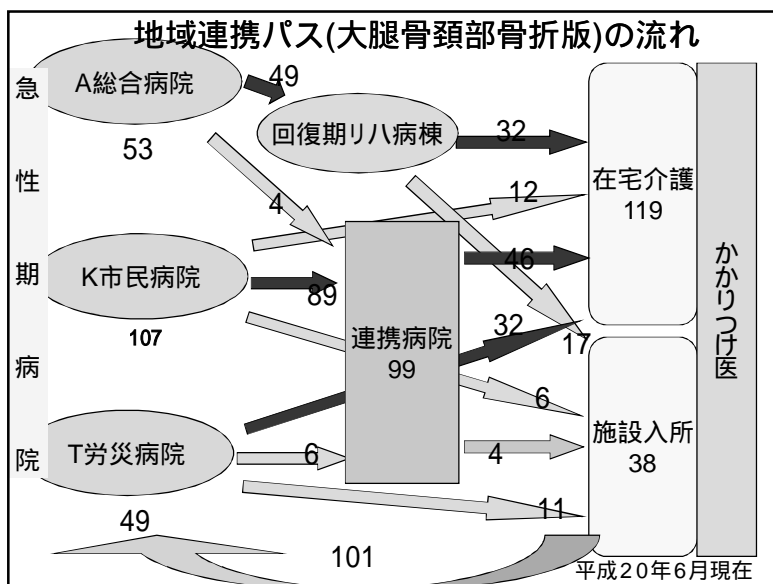 地域連携パス(大腿骨頚部骨折版)の流れ
急性期病院
A総合病院
53
49
回復期リハ病棟
32
4
12
在宅介護
119
K市民病院
107
89
46
連携病院
99
32
17
6
施設入所
38
T労災病院
49
6
4
11
101
かかりつけ医
平成20年6月現在